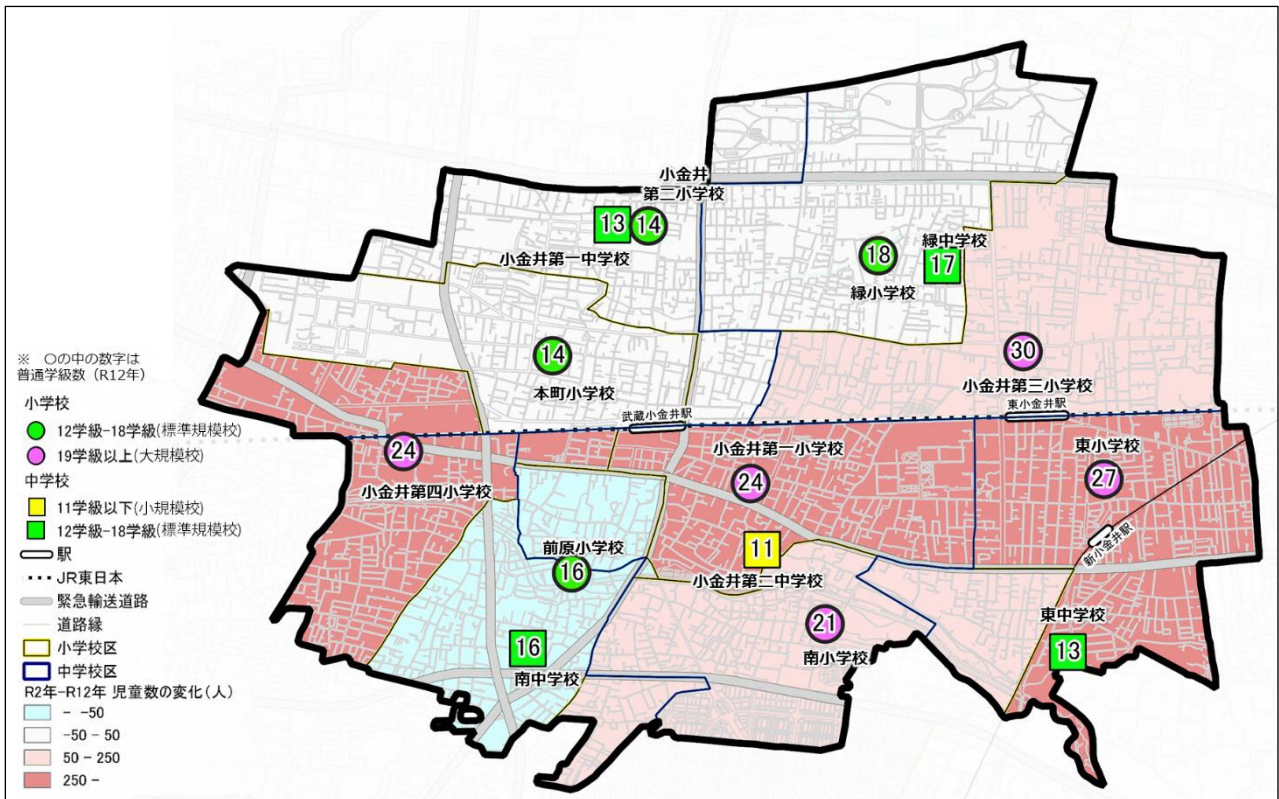 小金井
第二小学校
13
14
小金井第一中学校
18
緑中学校
17
緑小学校
14
本町小学校
30
小金井第三小学校
武蔵小金井駅
東小金井駅
24
小金井第四小学校
小金井第一小学校
24
東小学校
27
新小金井駅
前原小学校
16
11
小金井第二中学校
16
南中学校
21
南小学校
東中学校
13
※ 〇の中の数字は
普通学級数（R12年）
小学校
12学級-18学級(標準規模校)
19学級以上(大規模校)
中学校
11学級以下(小規模校)
12学級-18学級(標準規模校)
駅
JR東日本
緊急輸送道路
道路縁
小学校区
中学校区
R2年-R12年 児童数の変化(人)
- -50
-50 - 50
50 - 250
250 -